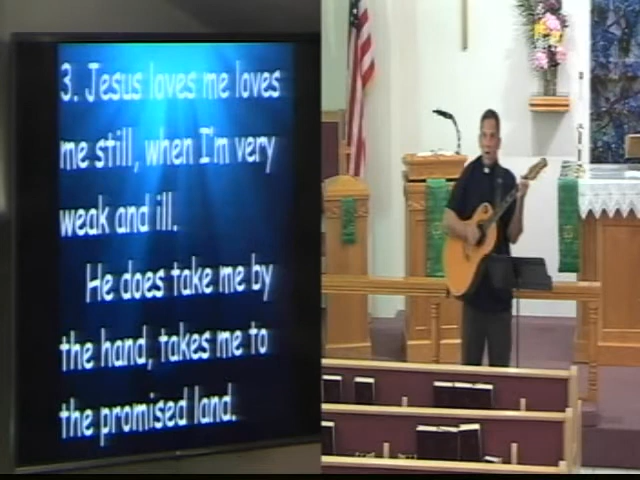 3. Jesus loves me loves
me still, when I'm very
weak and ill.
He does take me by
the hand, takes me to
the promised land.